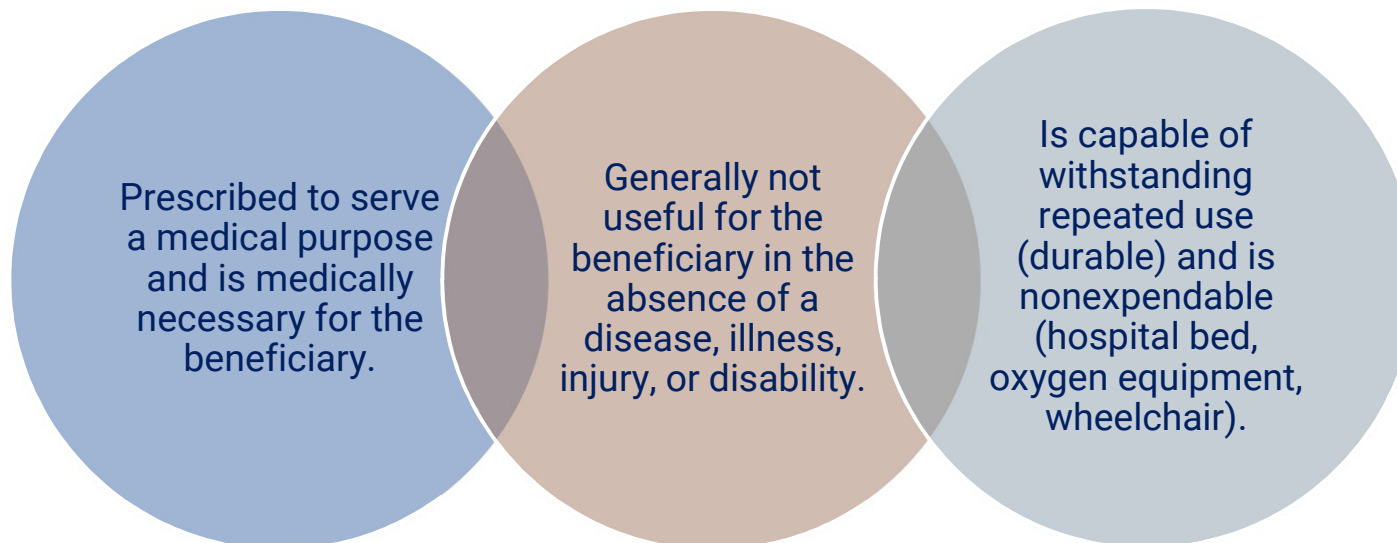 Prescribed to serve
a medical purpose
and is medically
necessary for the
beneficiary.
Generally not
useful for the
beneficiary in the
absence of a
disease, illness,
injury, or disability.
Is capable of
withstanding
repeated use
(durable) and is
nonexpendable
(hospital bed,
oxygen equipment,
wheelchair).